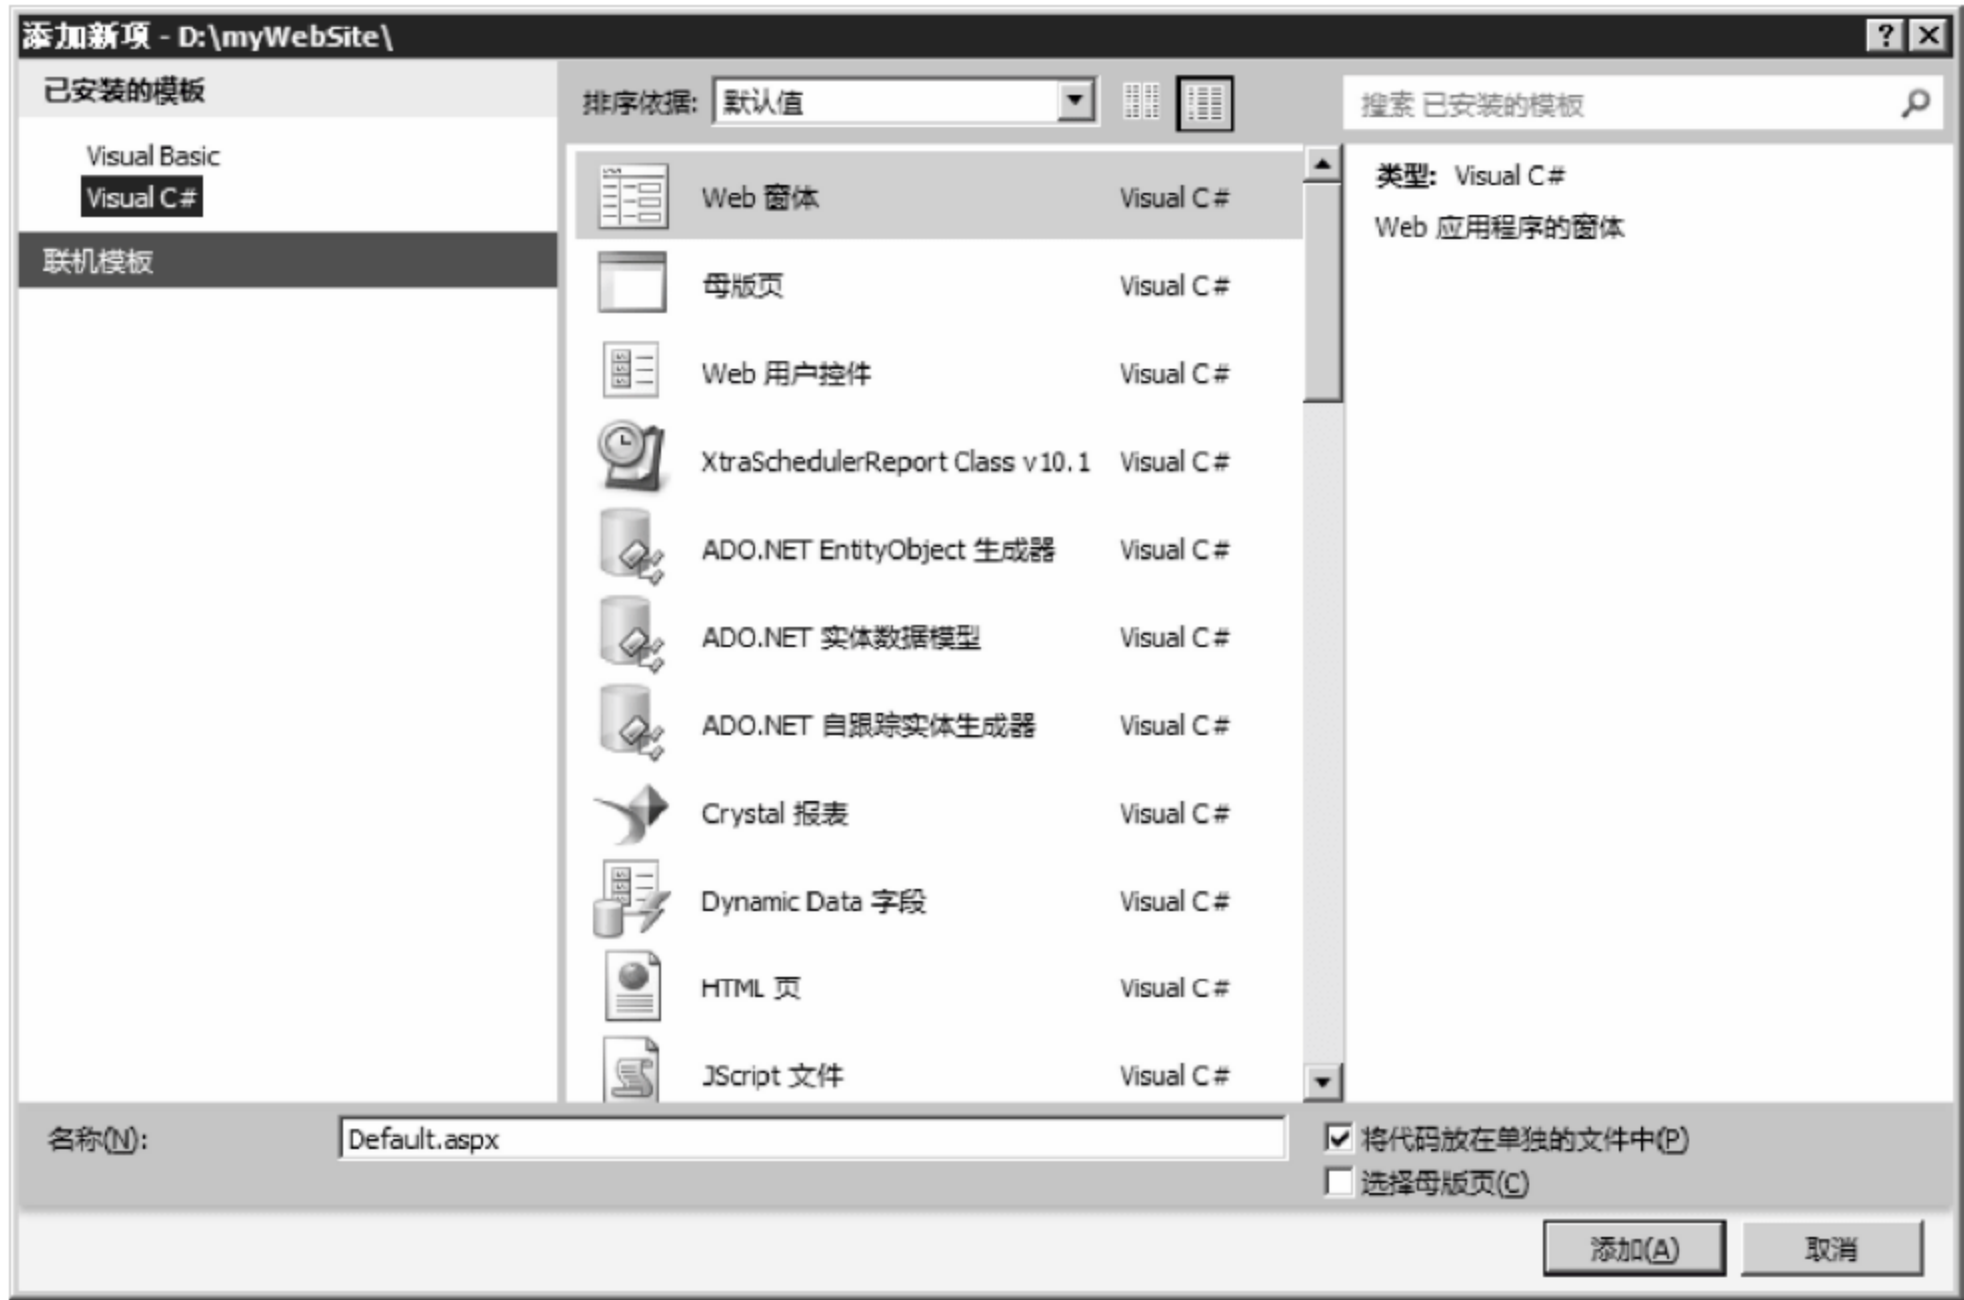 添加新项 - D:\myWebSite\
已安装的模板
Visual Basic
Visual C#
联机模板
排序依据: 默认值
搜索 已安装的模板
Web 窗体 Visual C#
母版页 Visual C#
Web 用户控件 Visual C#
XtraSchedulerReport Class v10.1 Visual C#
ADO.NET EntityObject 生成器 Visual C#
ADO.NET 实体数据模型 Visual C#
ADO.NET 自跟踪实体生成器 Visual C#
Crystal 报表 Visual C#
Dynamic Data 字段 Visual C#
HTML 页 Visual C#
JScript 文件 Visual C#
类型: Visual C#
Web 应用程序的窗体
名称(N): Default.aspx
将代码放在单独的文件中(P)
选择母版页(C)
添加(A) 取消